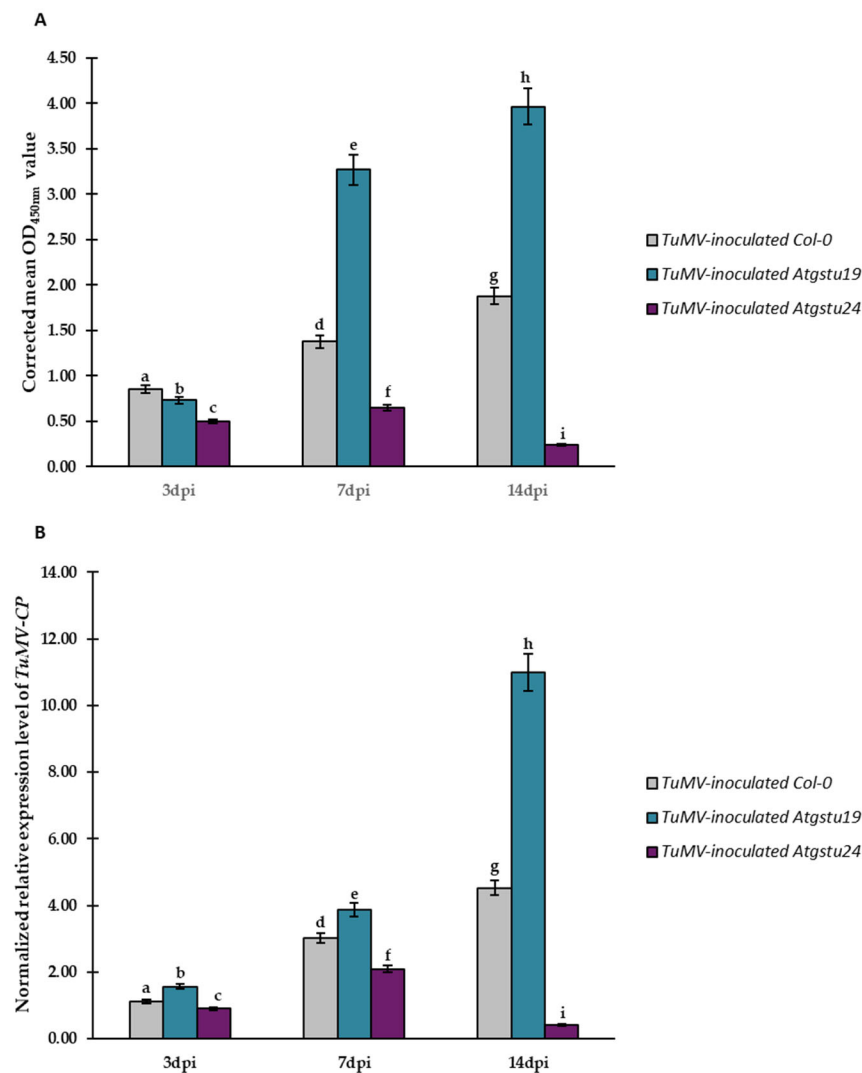 A
Corrected mean OD450nm value
4.50
4.00
3.50
3.00
2.50
2.00
1.50
1.00
0.50
0.00
a
b
c
d
e
f
g
h
i
3dpi
7dpi
14dpi
TuMV-inoculated Col-0
TuMV-inoculated Atgstu19
TuMV-inoculated Atgstu24
B
Normalized relative expression level of TuMV-CP
14.00
12.00
10.00
8.00
6.00
4.00
2.00
0.00
a
b
c
d
e
f
g
h
i
3dpi
7dpi
14dpi
TuMV-inoculated Col-0
TuMV-inoculated Atgstu19
TuMV-inoculated Atgstu24